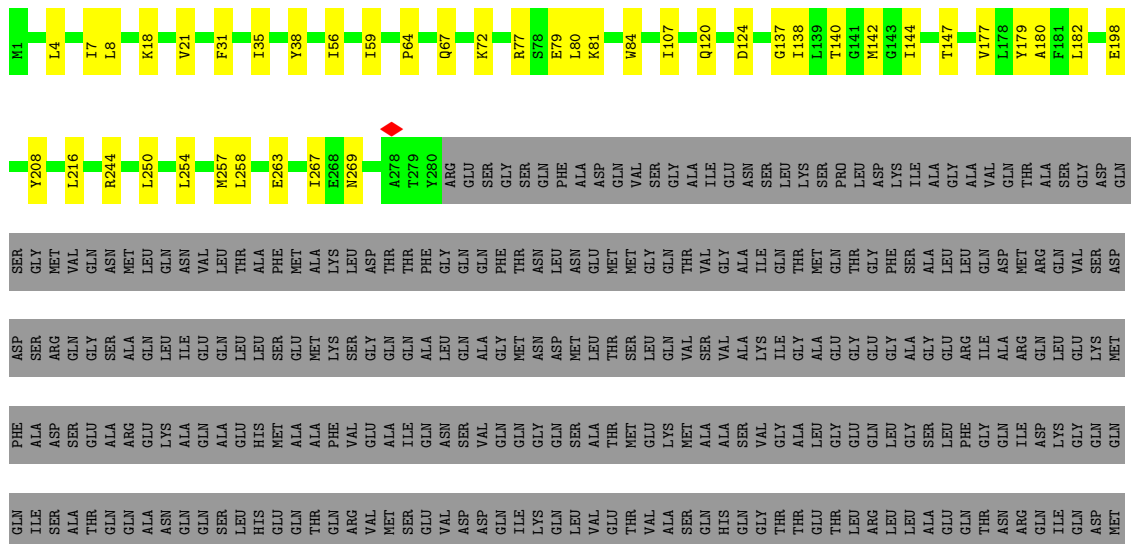 M1 L4 I7 L8 K18 V21 F31 I35 Y38 I56 I59 P64 Q67 K72 R77 S78 E79 L80 K81 W84 I107 Q120 D124 G137 I138 L139 T140 G141 M142 G143 I144 T147 V177 L178 Y179 A180 F181 L182 E198
Y208 L216 R244 L250 L254 M257 L258 E263 I267 E268 N269 A278 T279 Y280 ARG GLU SER GLY SER GLN PHE ALA ASP GLN VAL SER GLY ALA ILE GLU ASN SER LEU LYS SER PRO LEU ASP LYS ILE ALA GLY ALA VAL GLN THR ALA SER GLY ASP GLN
SER GLY MET VAL GLN ASN MET LEU GLN ASN VAL LEU THR ALA PHE MET ALA LYS LEU ASP THR THR PHE GLY GLN GLN PHE THR ASN LEU ASN GLU MET MET GLY GLN THR VAL GLY ALA ILE GLN THR MET GLN THR GLY PHE SER ALA LEU LEU GLN ASP MET ARG GLN VAL SER ASP
ASP SER ARG GLN GLY SER ALA GLN LEU ILE GLU GLN LEU LEU SER GLU MET LYS SER GLY GLN GLN ALA LEU GLN ALA GLY MET ASN ASP MET LEU THR SER LEU GLN VAL SER VAL ALA LYS ILE GLY ALA GLU GLY GLU GLY ALA GLY GLU ARG ILE ALA ARG GLN LEU GLU LYS MET
PHE ALA ASP SER GLU ALA ARG GLU LYS ALA GLN ALA GLU HIS MET ALA ALA PHE VAL GLU ALA ILE GLN ASN SER VAL GLN GLN GLY GLN SER ALA THR MET GLU LYS MET ALA ALA SER VAL GLY ALA LEU GLY GLU GLN LEU GLY SER LEU PHE GLY GLN ILE ASP LYS GLY GLN GLN
GLN ILE SER ALA THR GLN GLN ALA ASN GLN GLN SER LEU HIS GLU GLN THR GLN ARG VAL MET SER GLU VAL ASP ASP GLN ILE LYS GLN LEU VAL GLU THR VAL ALA SER GLN HIS GLN GLY THR THR GLU THR LEU ARG LEU LEU ALA GLU GLN THR ASN ARG GLN ILE GLN ASP MET